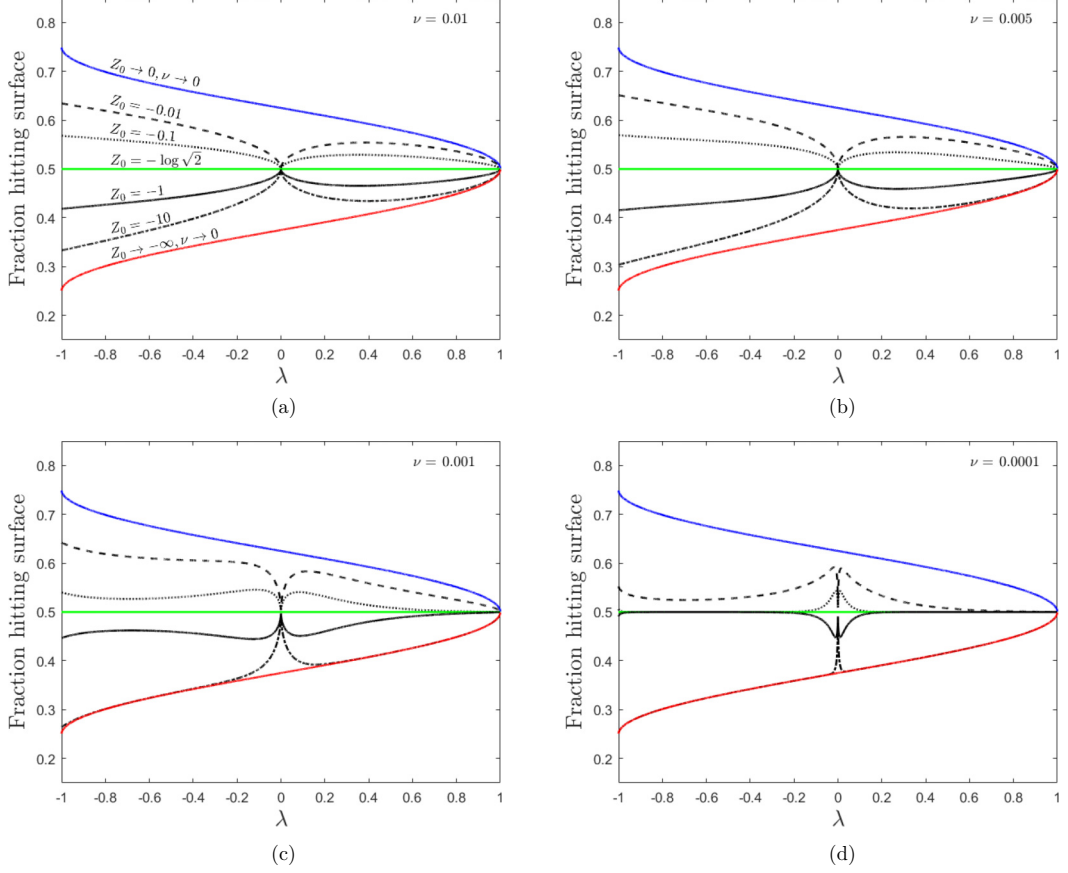 ν = 0.01
Fraction hitting surface
0.8
0.7
0.6
0.5
0.4
0.3
0.2
Z₀ → 0, ν → 0
Z₀ = −0.01
Z₀ = −0.1
Z₀ = − log √2
Z₀ = −1
Z₀ = −10
Z₀ → −∞, ν → 0
-1 -0.8 -0.6 -0.4 -0.2 0 0.2 0.4 0.6 0.8 1
λ
(a)
ν = 0.005
Fraction hitting surface
0.8
0.7
0.6
0.5
0.4
0.3
0.2
-1 -0.8 -0.6 -0.4 -0.2 0 0.2 0.4 0.6 0.8 1
λ
(b)
ν = 0.001
Fraction hitting surface
0.8
0.7
0.6
0.5
0.4
0.3
0.2
-1 -0.8 -0.6 -0.4 -0.2 0 0.2 0.4 0.6 0.8 1
λ
(c)
ν = 0.0001
Fraction hitting surface
0.8
0.7
0.6
0.5
0.4
0.3
0.2
-1 -0.8 -0.6 -0.4 -0.2 0 0.2 0.4 0.6 0.8 1
λ
(d)